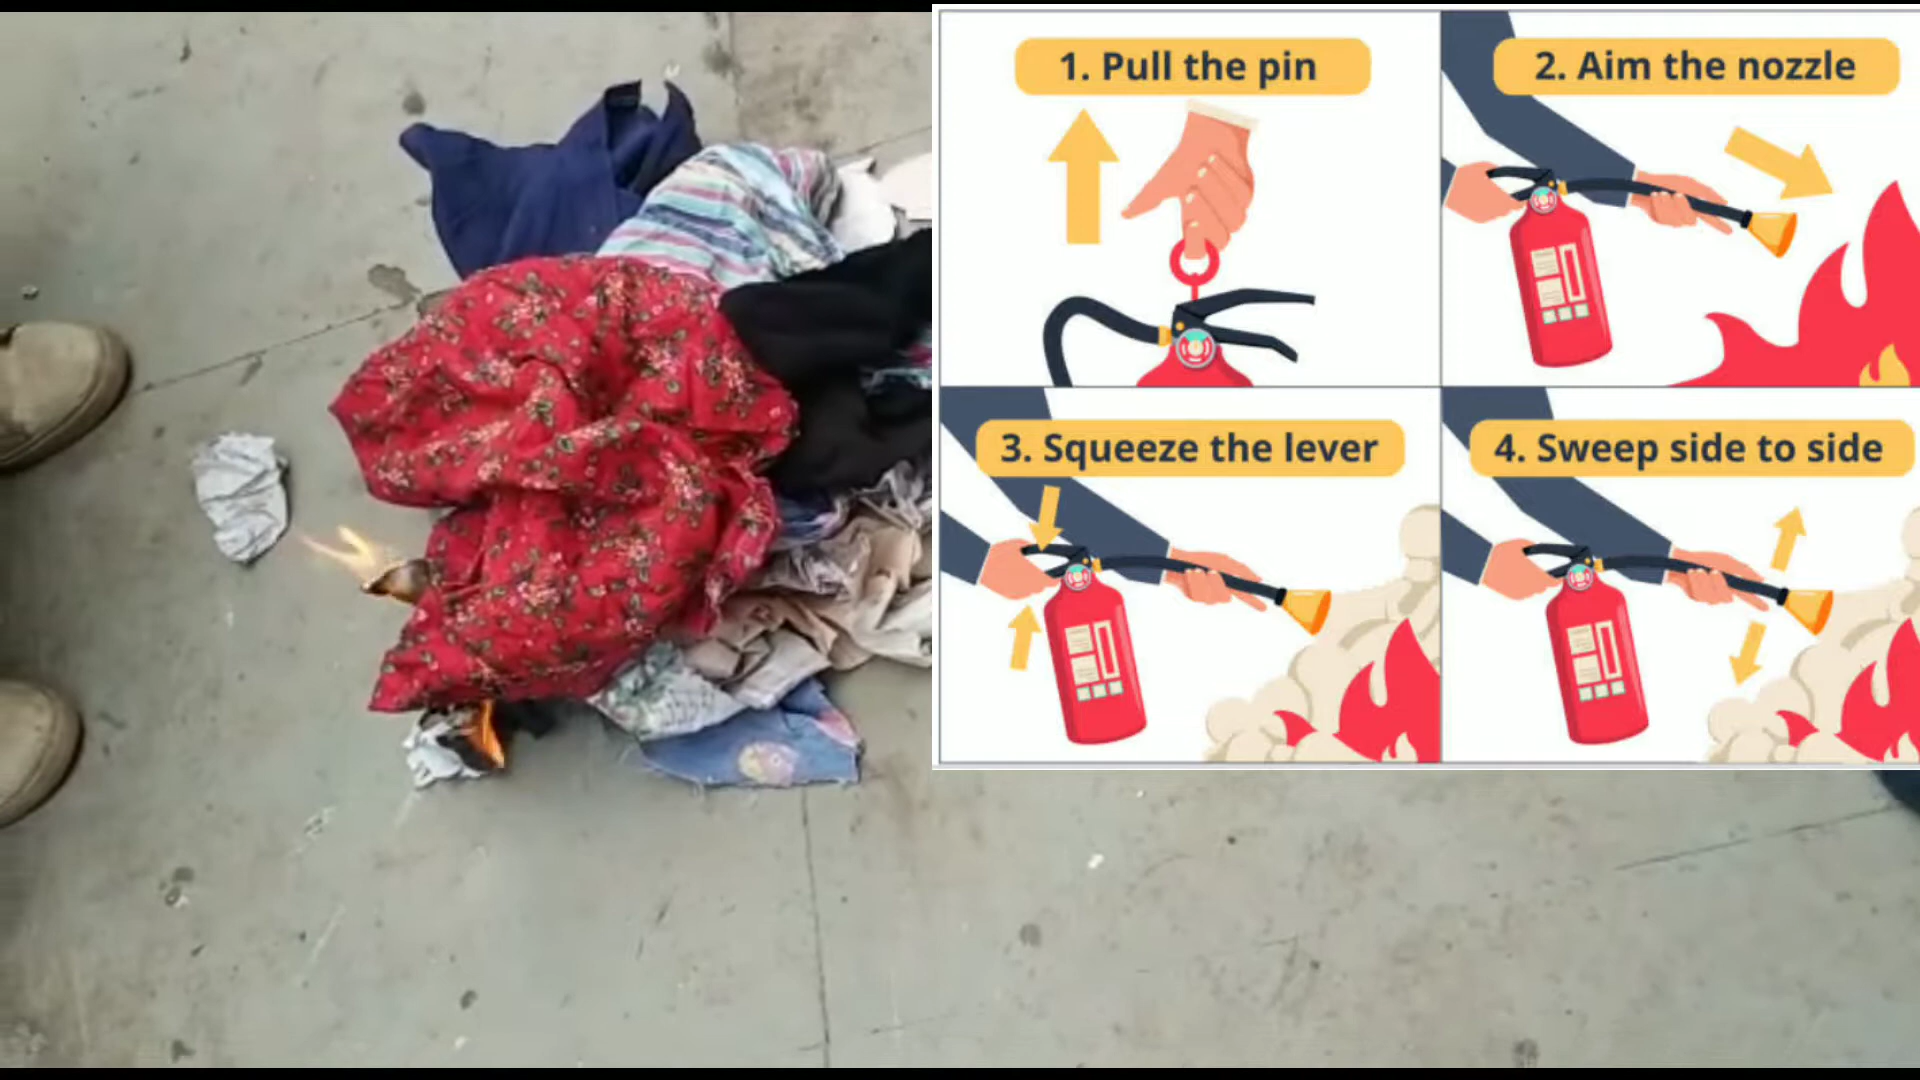 1. Pull the pin
2. Aim the nozzle
3. Squeeze the lever
4. Sweep side to side